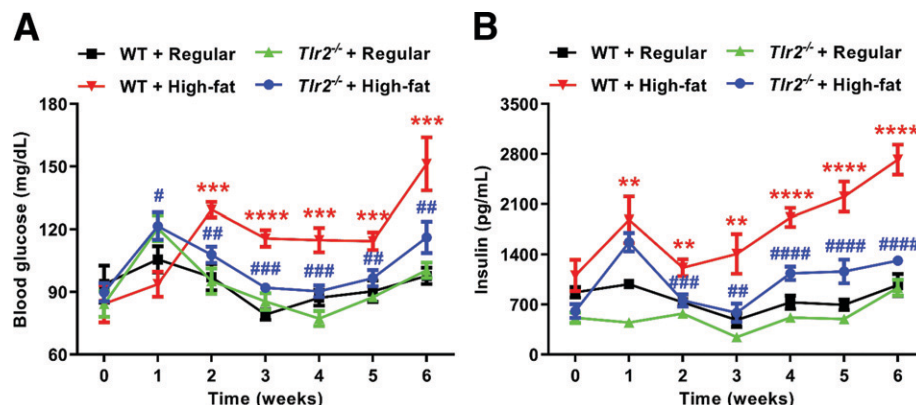 A
WT + Regular
Tlr2-/- + Regular
WT + High-fat
Tlr2-/- + High-fat
Blood glucose (mg/dL)
180
150
120
90
60
#
***
##
****
###
***
###
***
##
***
##
0 1 2 3 4 5 6
Time (weeks)
B
WT + Regular
Tlr2-/- + Regular
WT + High-fat
Tlr2-/- + High-fat
Insulin (pg/mL)
3500
2800
2100
1400
700
0
**
**
###
**
##
****
####
****
####
****
####
0 1 2 3 4 5 6
Time (weeks)